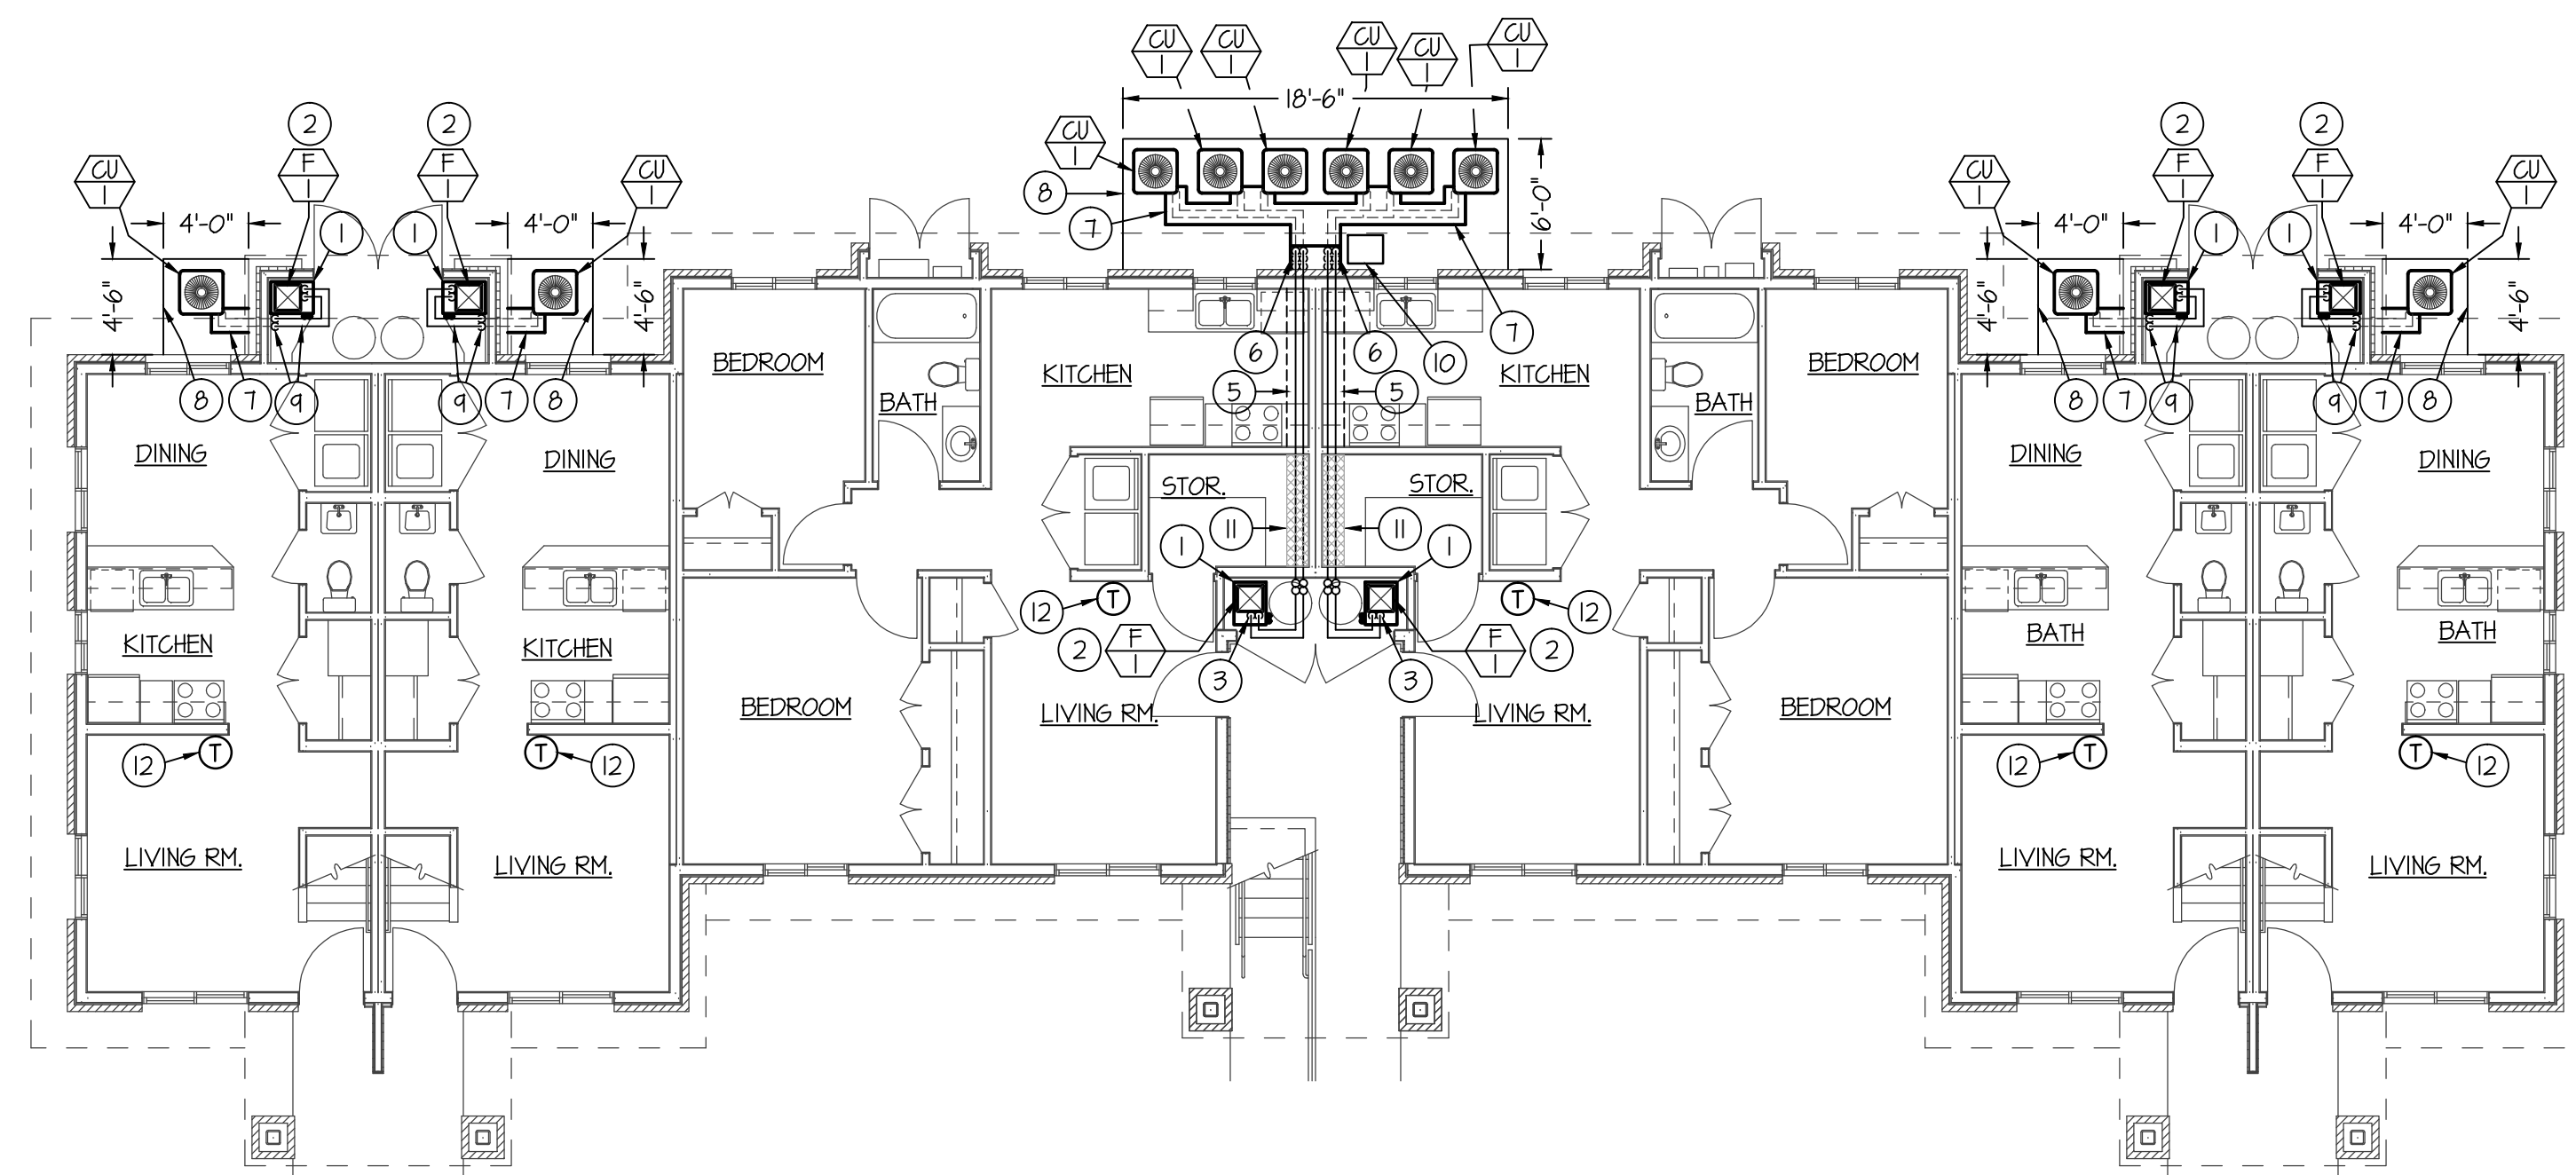 CU
1
CU
1
CU
1
CU
1
CU
1
CU
1
18'-6"
6'-0"
8
7
2
F
1
2
F
1
CU
1
CU
1
4'-0"
1
1
4'-0"
4'-6"
4'-6"
8
7
9
9
7
8
2
F
1
2
F
1
CU
1
CU
1
4'-0"
1
1
4'-0"
4'-6"
4'-6"
8
7
9
9
7
8
6
6
10
7
5
5
BEDROOM
BATH
KITCHEN
KITCHEN
BATH
BEDROOM
DINING
DINING
STOR.
STOR.
DINING
DINING
11
11
1
1
12
T
T
12
2
F
1
F
1
2
3
3
KITCHEN
KITCHEN
BATH
BATH
BEDROOM
LIVING RM.
LIVING RM.
BEDROOM
12
T
T
12
12
T
T
12
LIVING RM.
LIVING RM.
LIVING RM.
LIVING RM.